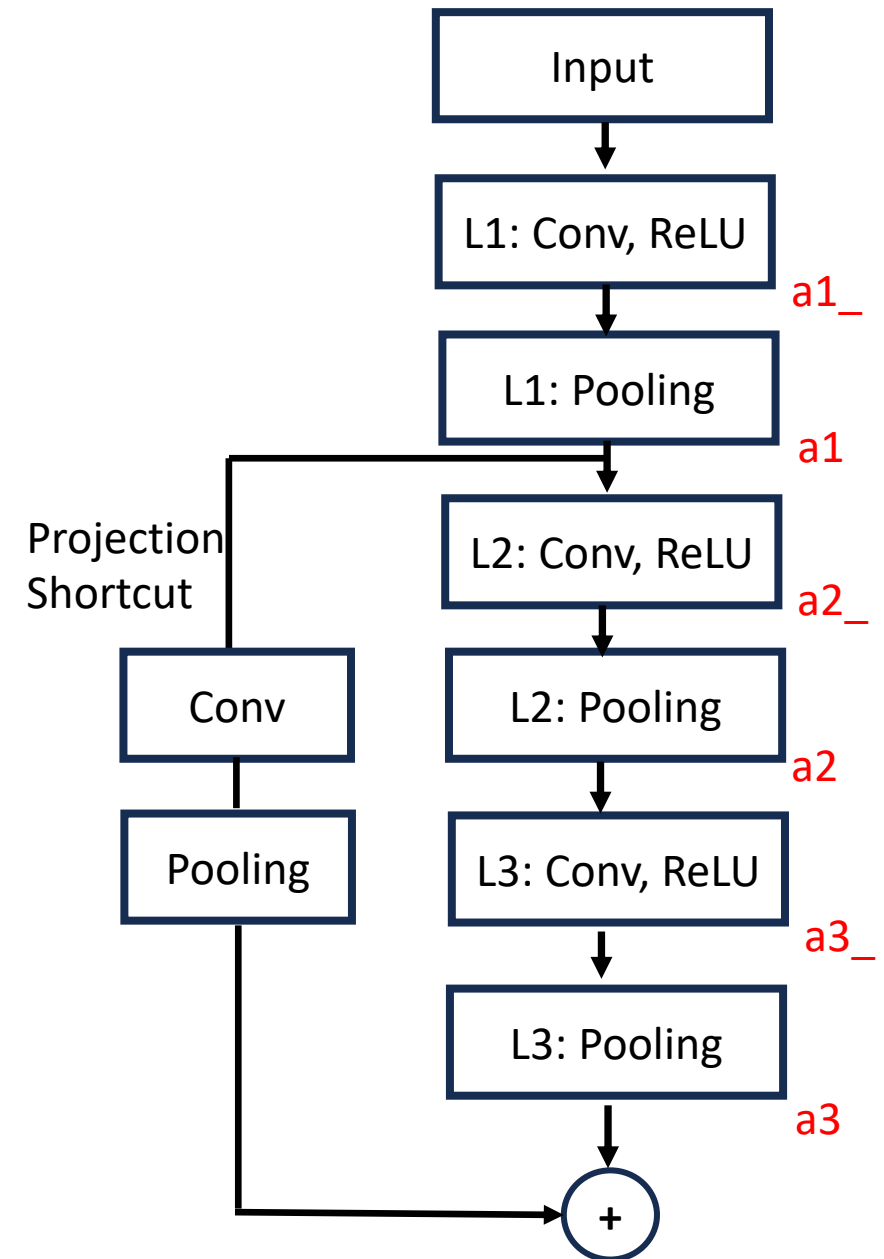 Input
L1: Conv, ReLU
a1_
L1: Pooling
a1
Projection
Shortcut
L2: Conv, ReLU
a2_
Conv
L2: Pooling
a2
Pooling
L3: Conv, ReLU
a3_
L3: Pooling
a3
+